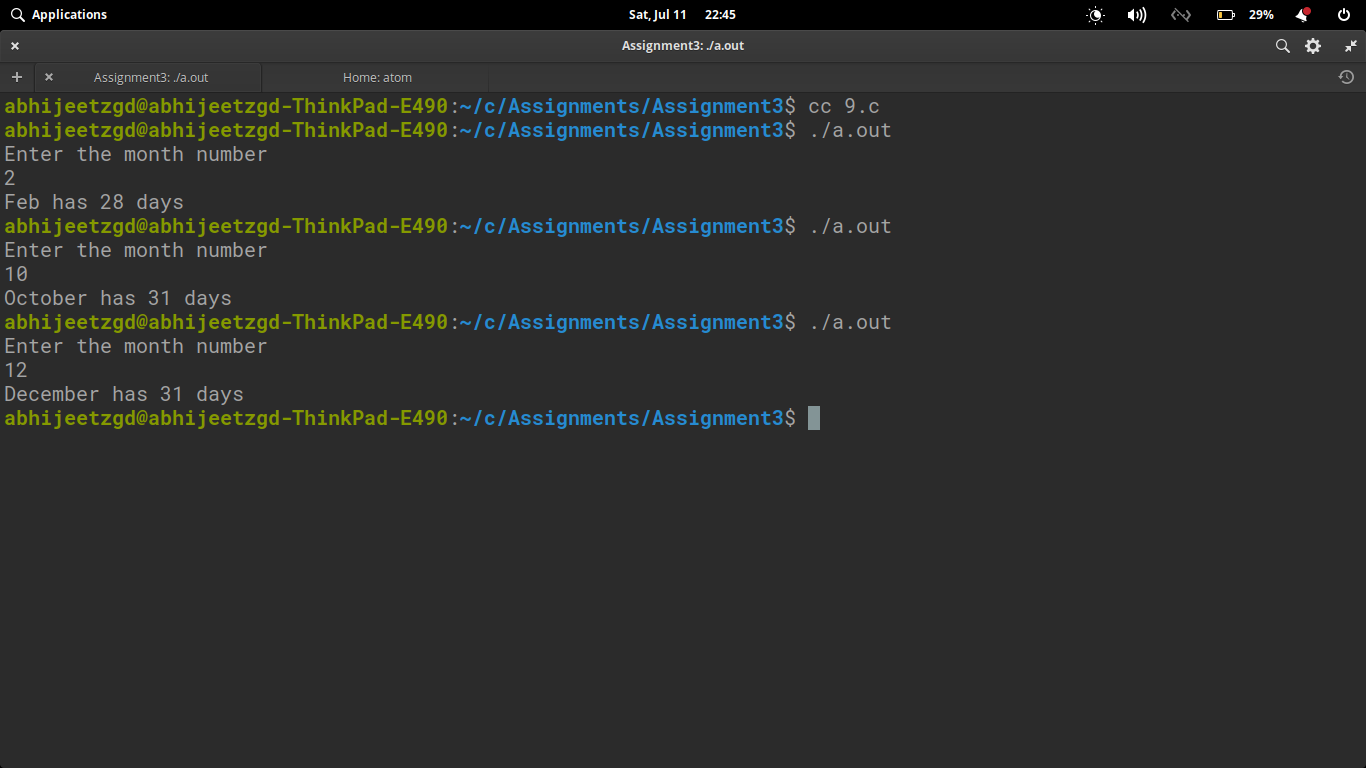 Applications Sat, Jul 11 22:45 29%
Assignment3: ./a.out
Assignment3: ./a.out Home: atom
abhijeetzgd@abhijeetzgd-ThinkPad-E490:~/c/Assignments/Assignment3$ cc 9.c
abhijeetzgd@abhijeetzgd-ThinkPad-E490:~/c/Assignments/Assignment3$ ./a.out
Enter the month number
2
Feb has 28 days
abhijeetzgd@abhijeetzgd-ThinkPad-E490:~/c/Assignments/Assignment3$ ./a.out
Enter the month number
10
October has 31 days
abhijeetzgd@abhijeetzgd-ThinkPad-E490:~/c/Assignments/Assignment3$ ./a.out
Enter the month number
12
December has 31 days
abhijeetzgd@abhijeetzgd-ThinkPad-E490:~/c/Assignments/Assignment3$